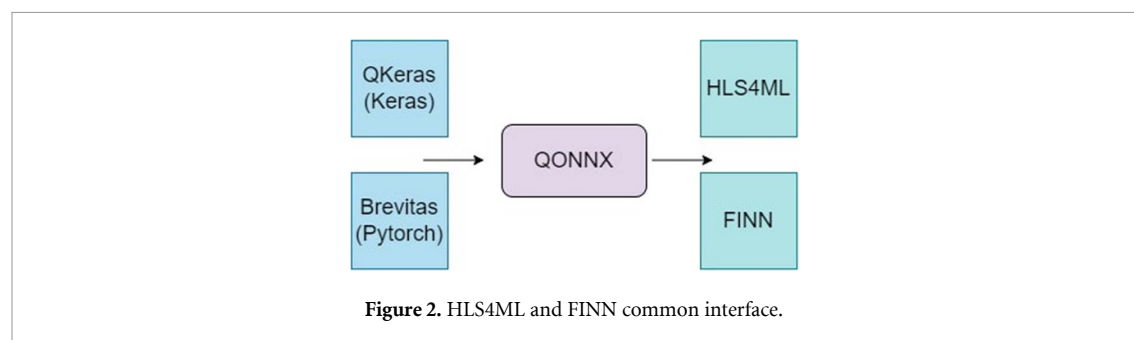 QKeras
(Keras)
HLS4ML
QONNX
Brevitas
(Pytorch)
FINN
Figure 2. HLS4ML and FINN common interface.